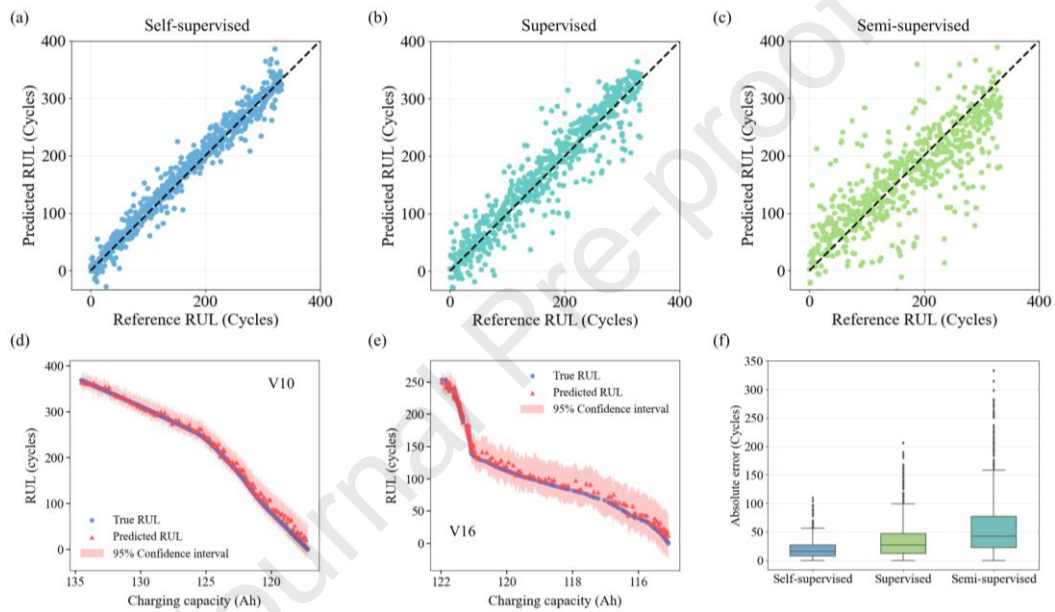 (a)
Self-supervised
400
300
200
100
0
0
200
400
Predicted RUL (Cycles)
Reference RUL (Cycles)
(b)
Supervised
400
300
200
100
0
0
200
400
Predicted RUL (Cycles)
Reference RUL (Cycles)
(c)
Semi-supervised
400
300
200
100
0
0
200
400
Predicted RUL (Cycles)
Reference RUL (Cycles)
(d)
400
300
200
100
0
135
130
125
120
V10
True RUL
Predicted RUL
95% Confidence interval
RUL (cycles)
Charging capacity (Ah)
(e)
250
200
150
100
50
0
122
120
118
116
True RUL
Predicted RUL
95% Confidence interval
V16
RUL (cycles)
Charging capacity (Ah)
(f)
350
300
250
200
150
100
50
0
Absolute error (Cycles)
Self-supervised
Supervised
Semi-supervised
Journal Pre-proof